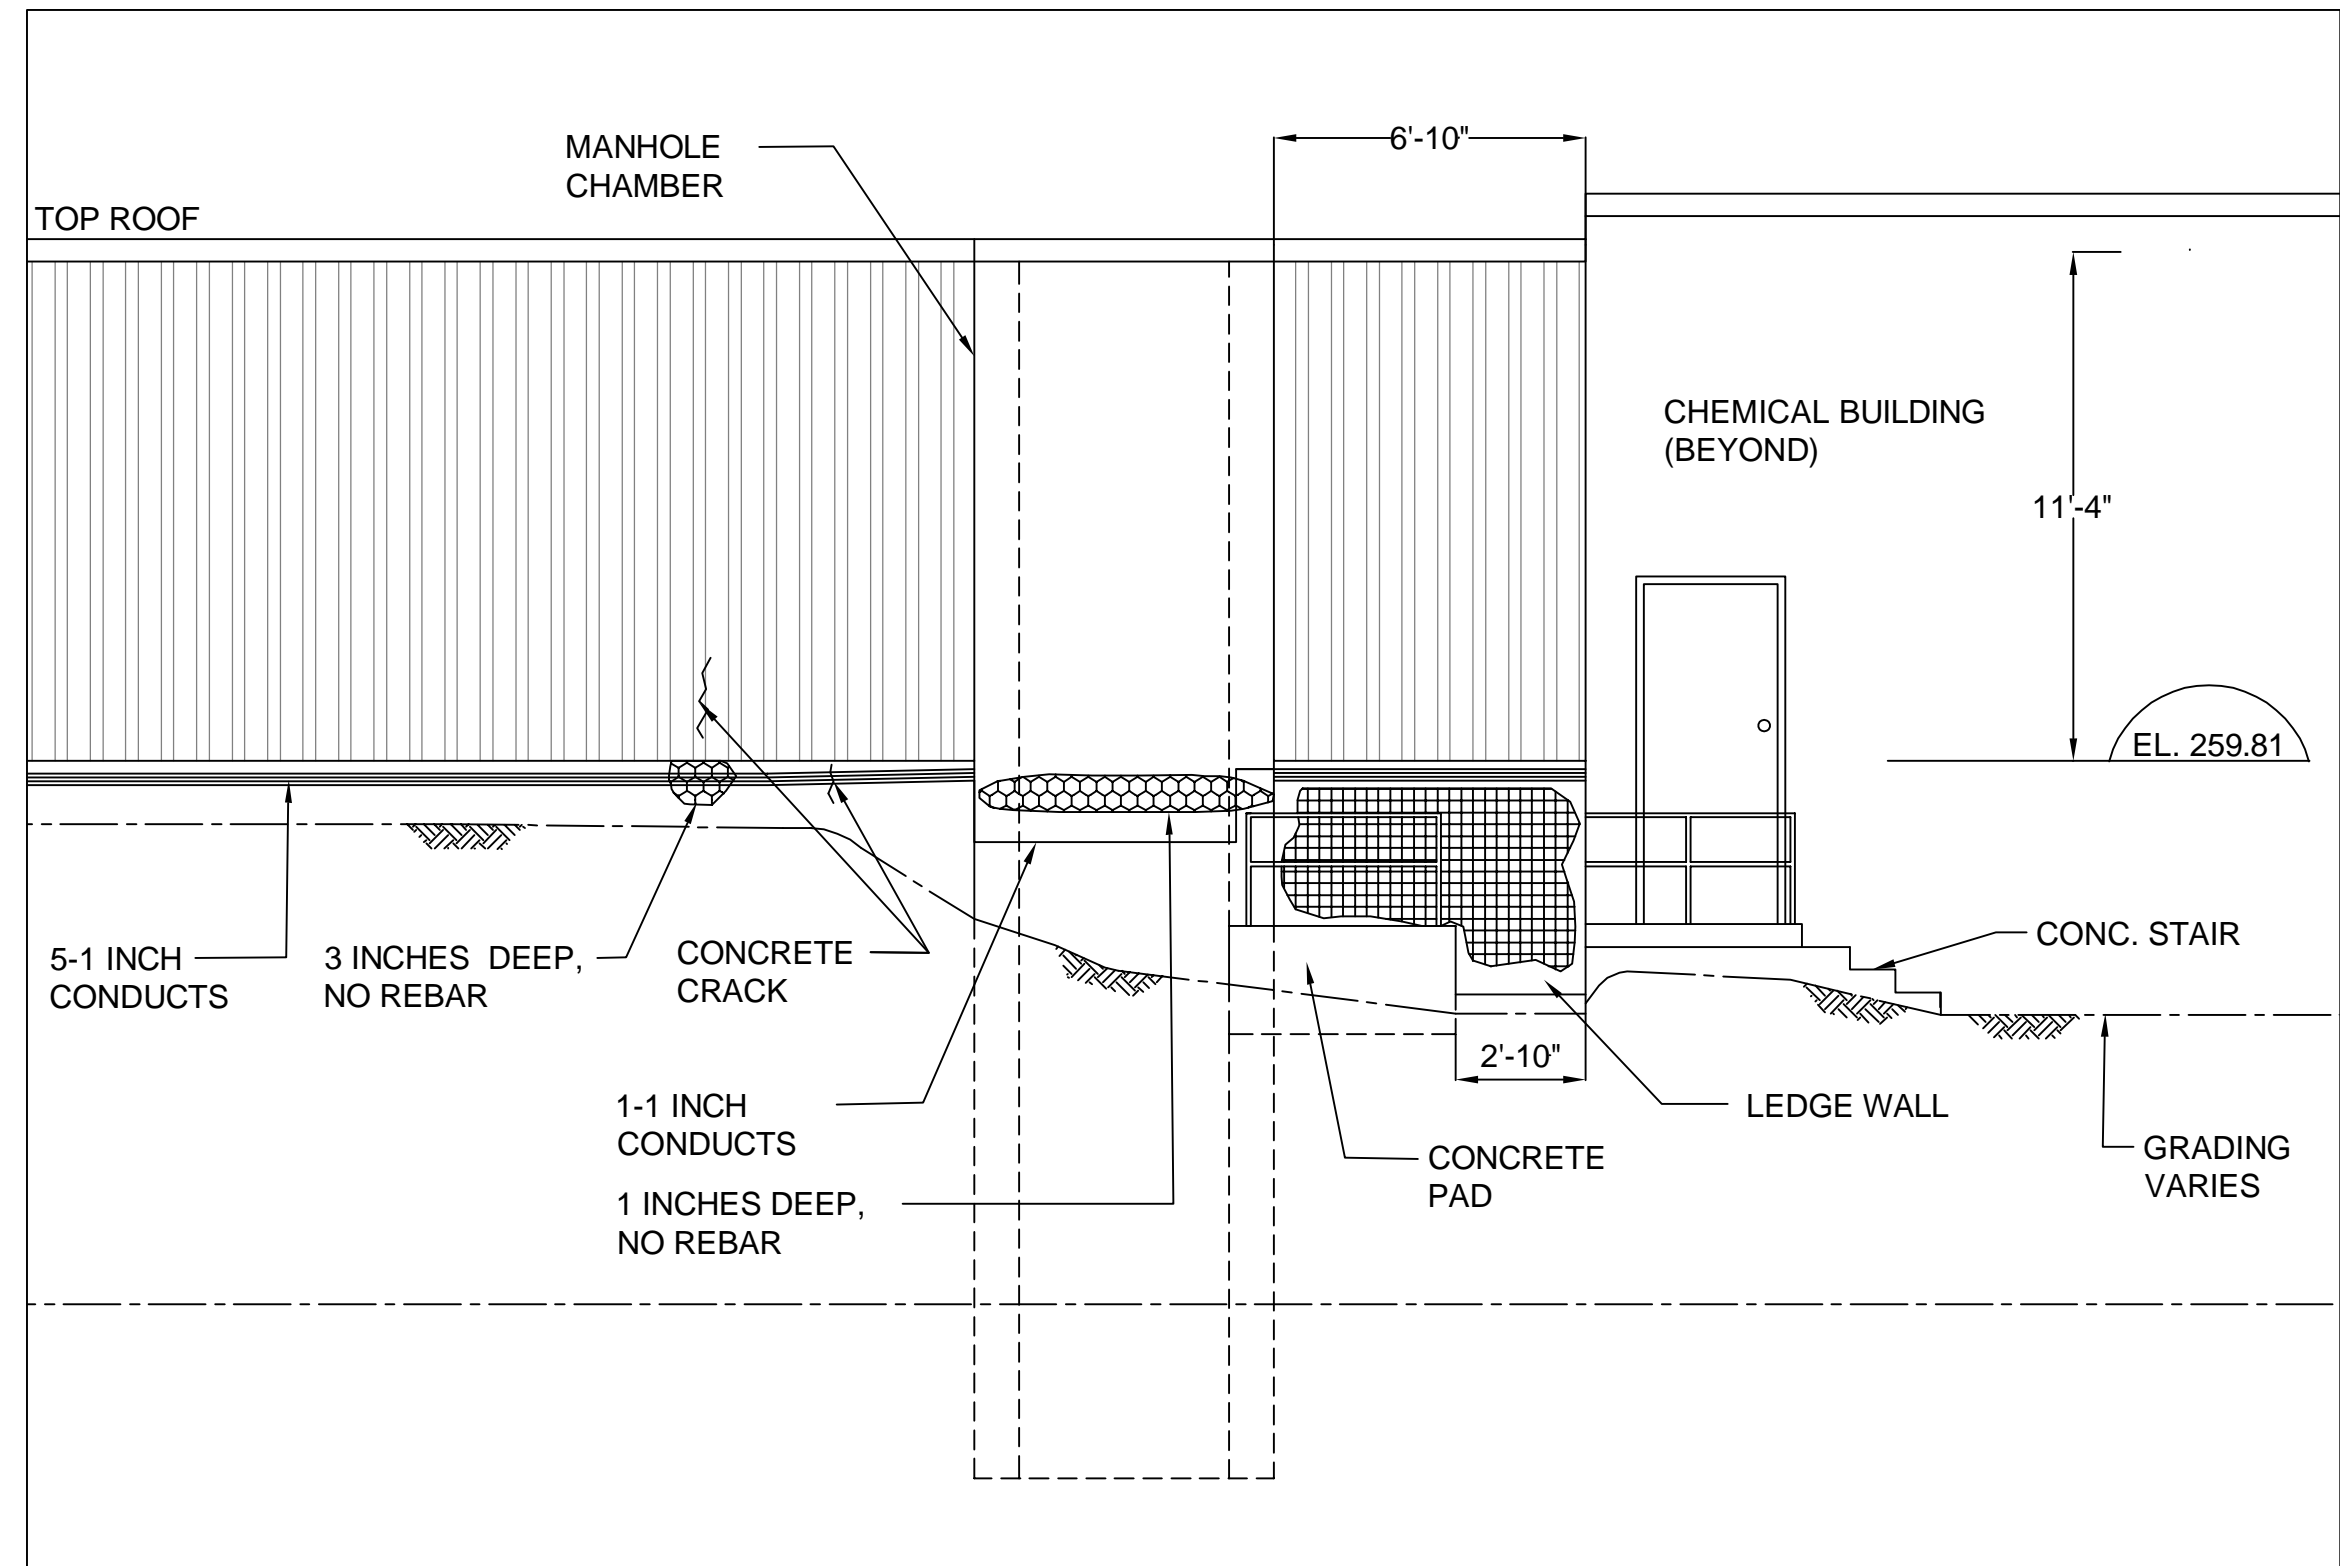 MANHOLE
CHAMBER
6'-10"
TOP ROOF
CHEMICAL BUILDING
(BEYOND)
11'-4"
EL. 259.81
5-1 INCH
CONDUCTS
3 INCHES DEEP,
NO REBAR
CONCRETE
CRACK
CONC. STAIR
2'-10"
1-1 INCH
CONDUCTS
LEDGE WALL
CONCRETE
PAD
GRADING
VARIES
1 INCHES DEEP,
NO REBAR